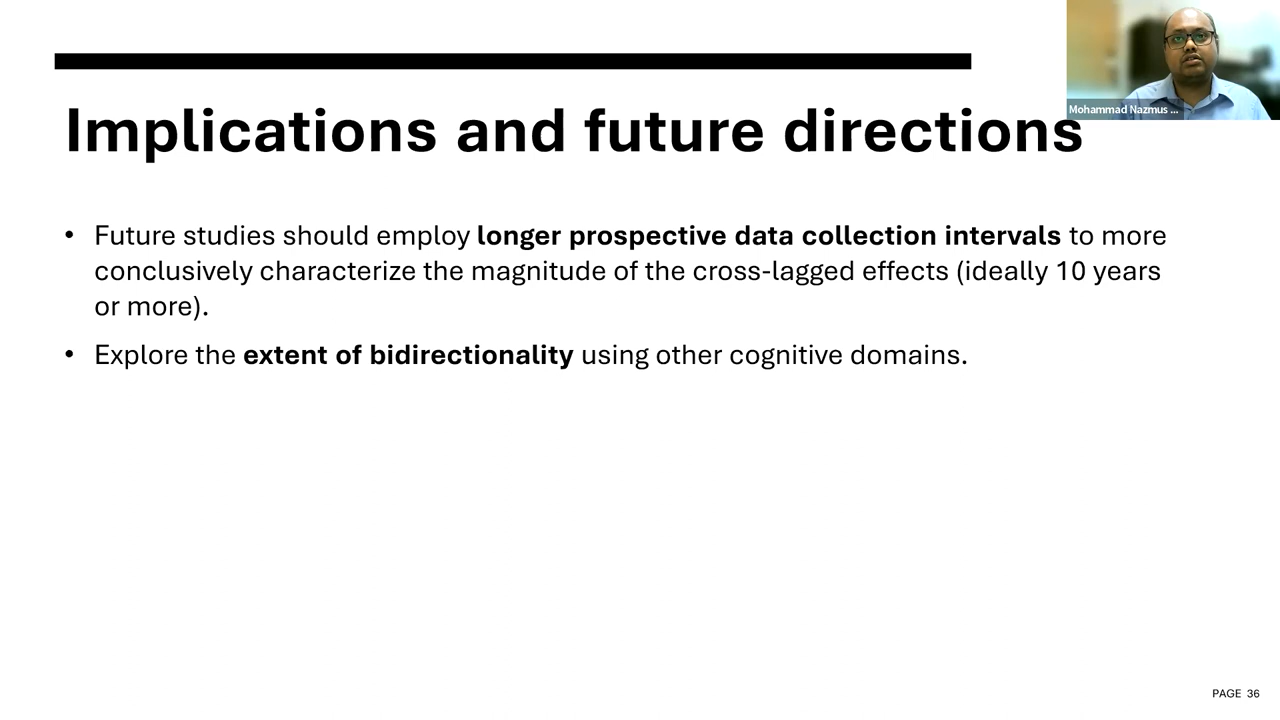 Mohammad Nazmus ...
Implications and future directions
• Future studies should employ longer prospective data collection intervals to more
conclusively characterize the magnitude of the cross-lagged effects (ideally 10 years
or more).
• Explore the extent of bidirectionality using other cognitive domains.
PAGE 36